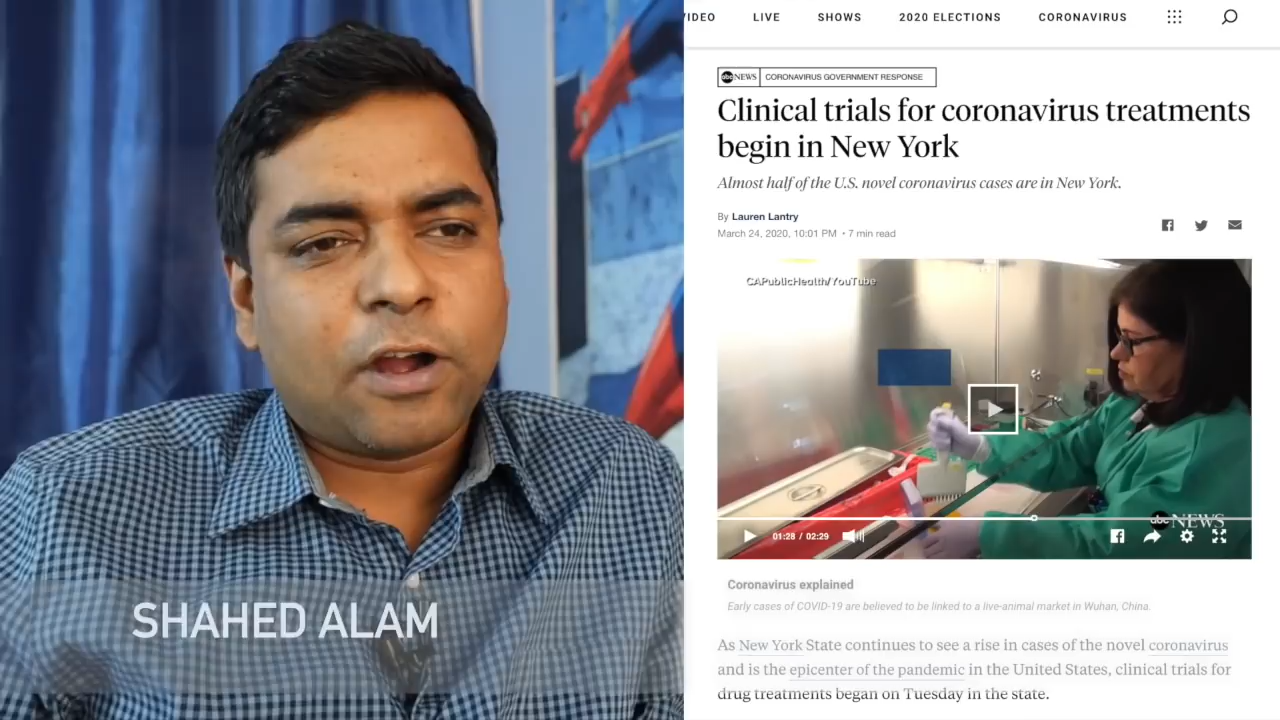 VIDEO LIVE SHOWS 2020 ELECTIONS CORONAVIRUS
abc NEWS CORONAVIRUS GOVERNMENT RESPONSE
Clinical trials for coronavirus treatments
begin in New York
Almost half of the U.S. novel coronavirus cases are in New York.
By Lauren Lantry
March 24, 2020, 10:01 PM • 7 min read
CAPublicHealth/YouTube
abc NEWS
01:28 / 02:29
Coronavirus explained
Early cases of COVID-19 are believed to be linked to a live-animal market in Wuhan, China.
As New York State continues to see a rise in cases of the novel coronavirus
and is the epicenter of the pandemic in the United States, clinical trials for
drug treatments began on Tuesday in the state.
SHAHED ALAM